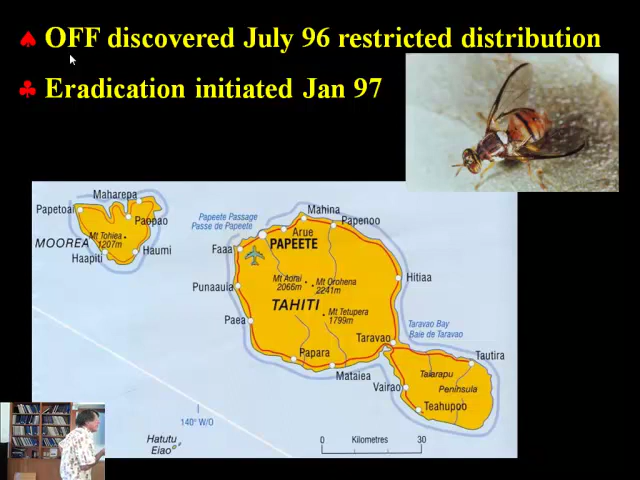 OFF discovered July 96 restricted distribution
Eradication initiated Jan 97
Maharepa
Papetoai
Paopao
Mt Tohiea
1207m
MOOREA
Haapiti
Haumi
Papeete Passage
Passe de Papeete
Mahina
Arue
Papenoo
Faaa
PAPEETE
Mt Aorai
2066m
Mt Orohena
2241m
Hitiaa
Punaauia
TAHITI
Mt Tetupera
1799m
Paea
Taravao Bay
Baie de Taravao
Taravao
Papara
Tautira
Mataiea
Taiarapu
Vairao
Peninsula
Teahupoo
140° W/O
Hatutu
Eiao
0 Kilometres 30